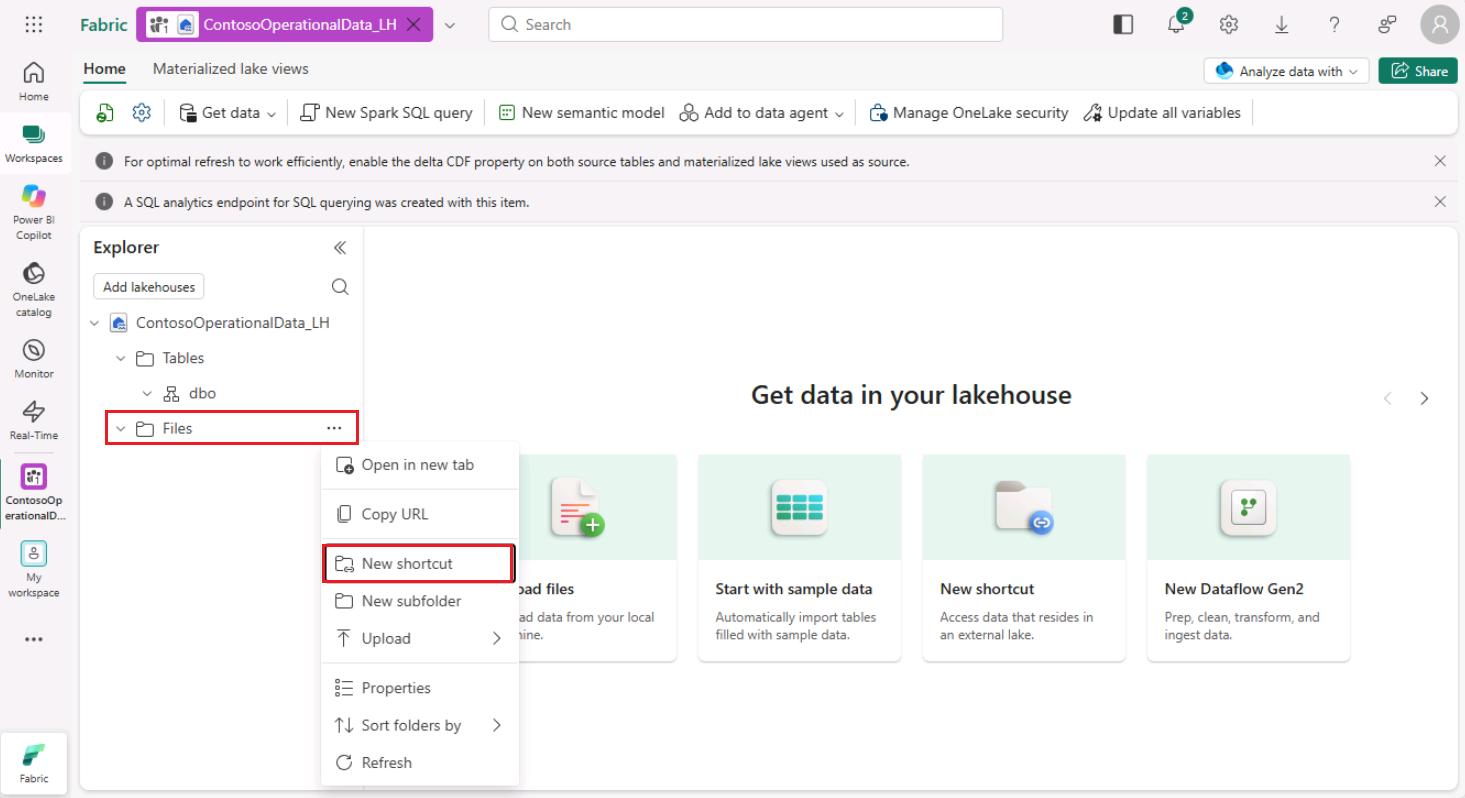 Fabric
ContosoOperationalData_LH
Search
2
Home
Materialized lake views
Analyze data with
Share
Get data
New Spark SQL query
New semantic model
Add to data agent
Manage OneLake security
Update all variables
For optimal refresh to work efficiently, enable the delta CDF property on both source tables and materialized lake views used as source.
A SQL analytics endpoint for SQL querying was created with this item.
Home
Workspaces
Power BI
Copilot
OneLake
catalog
Monitor
Real-Time
ContosoOp
erationalD...
My
workspace
Fabric
Explorer
Add lakehouses
ContosoOperationalData_LH
Tables
dbo
Files
Open in new tab
Copy URL
New shortcut
New subfolder
Upload
Properties
Sort folders by
Refresh
Get data in your lakehouse
files
data from your local
Start with sample data
Automatically import tables
filled with sample data.
New shortcut
Access data that resides in
an external lake.
New Dataflow Gen2
Prep, clean, transform, and
ingest data.